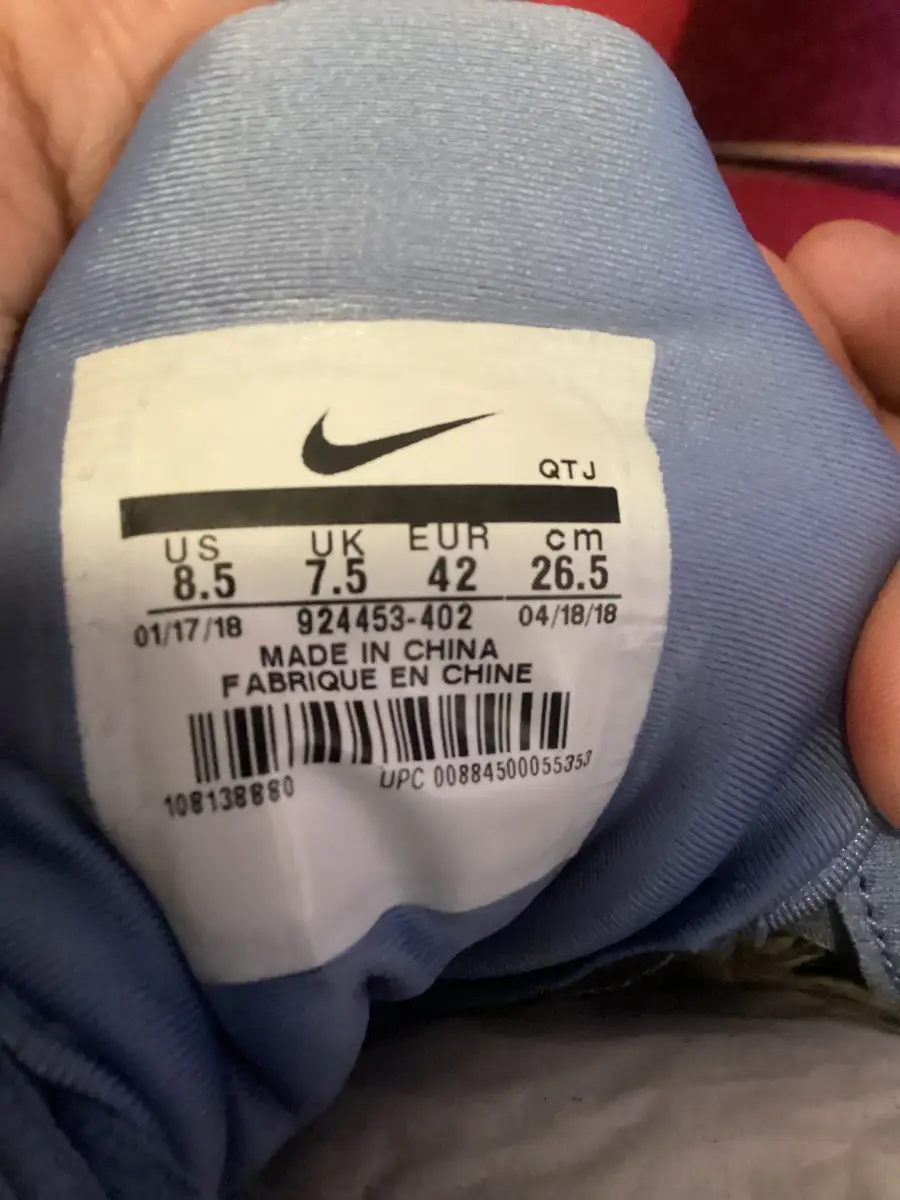 QTJ
US UK EUR cm
8.5 7.5 42 26.5
01/17/18 924453-402 04/18/18
MADE IN CHINA
FABRIQUE EN CHINE
108138880 UPC 00884500055353